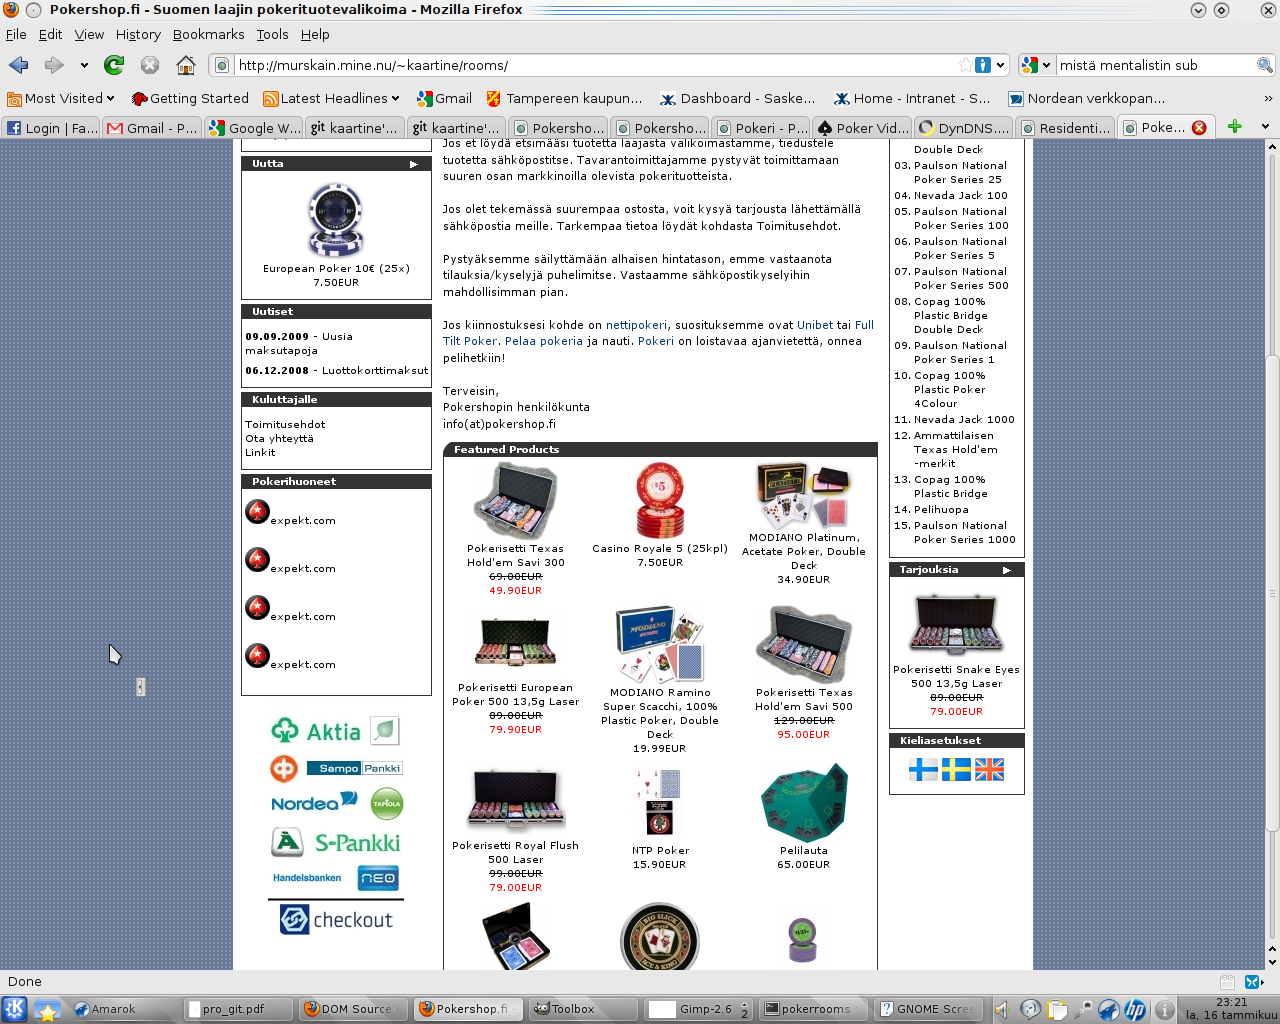 Pokershop.fi - Suomen laajin pokerituotevalikoima - Mozilla Firefox
File Edit View History Bookmarks Tools Help
http://murskain.mine.nu/~kaartine/rooms/
mistä mentalistin sub
Most Visited Getting Started Latest Headlines Gmail Tampereen kaupun... Dashboard - Saske... Home - Intranet - S... Nordean verkkopan... »
Login | Fa... Gmail - P... Google W... git kaartine'... git kaartine'... Pokersho... Pokersho... Pokeri - P... Poker Vid... DynDNS.... Residenti... Poke...
Uutta
European Poker 10€ (25x)
7.50EUR
Uutiset
09.09.2009 - Uusia
maksutapoja
06.12.2008 - Luottokorttimaksut
Kuluttajalle
Toimitusehdot
Ota yhteyttä
Linkit
Pokerihuoneet
expekt.com
expekt.com
expekt.com
expekt.com
Aktia
Sampo Pankki
Nordea TAPIOLA
S-Pankki
Handelsbanken neo
checkout
Jos et löydä etsimääsi tuotetta laajasta valikoimastamme, tiedustele
tuotetta sähköpostitse. Tavarantoimittajamme pystyvät toimittamaan
suuren osan markkinoilla olevista pokerituotteista.
Jos olet tekemässä suurempaa ostosta, voit kysyä tarjousta lähettämällä
sähköpostia meille. Tarkempaa tietoa löydät kohdasta Toimitusehdot.
Pystyäksemme säilyttämään alhaisen hintatason, emme vastaanota
tilauksia/kyselyjä puhelimitse. Vastaamme sähköpostikyselyihin
mahdollisimman pian.
Jos kiinnostuksesi kohde on nettipokeri, suosituksemme ovat Unibet tai Full
Tilt Poker. Pelaa pokeria ja nauti. Pokeri on loistavaa ajanvietettä, onnea
pelihetkiin!
Terveisin,
Pokershopin henkilökunta
info(at)pokershop.fi
Featured Products
Pokerisetti Texas
Hold'em Savi 300
69.00EUR
49.90EUR
$5
Casino Royale 5 (25kpl)
7.50EUR
PLATINUM
MODIANO Platinum,
Acetate Poker, Double
Deck
34.90EUR
Pokerisetti European
Poker 500 13,5g Laser
89.00EUR
79.90EUR
MODIANO
MODIANO Ramino
Super Scacchi, 100%
Plastic Poker, Double
Deck
19.99EUR
Pokerisetti Texas
Hold'em Savi 500
129.00EUR
95.00EUR
Pokerisetti Royal Flush
500 Laser
99.00EUR
79.00EUR
NTP Poker
15.90EUR
Pelilauta
65.00EUR
BIG SLICK
ACE & KING
Double Deck
03. Paulson National
Poker Series 25
04. Nevada Jack 100
05. Paulson National
Poker Series 100
06. Paulson National
Poker Series 5
07. Paulson National
Poker Series 500
08. Copag 100%
Plastic Bridge
Double Deck
09. Paulson National
Poker Series 1
10. Copag 100%
Plastic Poker
4Colour
11. Nevada Jack 1000
12. Ammattilaisen
Texas Hold'em
-merkit
13. Copag 100%
Plastic Bridge
14. Pelihuopa
15. Paulson National
Poker Series 1000
Tarjouksia
Pokerisetti Snake Eyes
500 13,5g Laser
89.00EUR
79.00EUR
Kieliasetukset
Done
Amarok pro_git.pdf DOM Source o Pokershop.fi - Toolbox Gimp-2.6 2 pokerrooms : GNOME Scree
23:21
la, 16 tammikuu